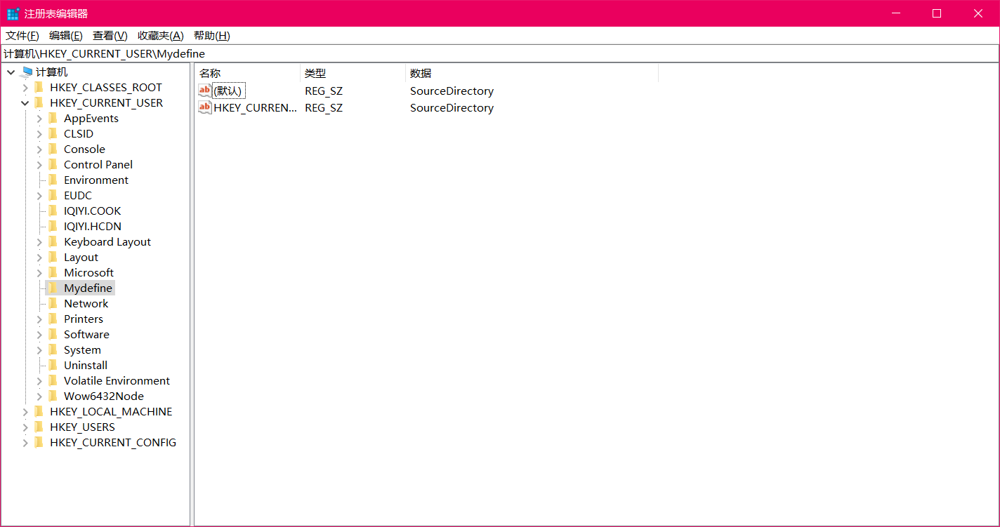 注册表编辑器
文件(F) 编辑(E) 查看(V) 收藏夹(A) 帮助(H)
计算机\HKEY_CURRENT_USER\Mydefine
计算机
HKEY_CLASSES_ROOT
HKEY_CURRENT_USER
AppEvents
CLSID
Console
Control Panel
Environment
EUDC
IQIYI.COOK
IQIYI.HCDN
Keyboard Layout
Layout
Microsoft
Mydefine
Network
Printers
Software
System
Uninstall
Volatile Environment
Wow6432Node
HKEY_LOCAL_MACHINE
HKEY_USERS
HKEY_CURRENT_CONFIG
名称 类型 数据
ab (默认) REG_SZ SourceDirectory
ab HKEY_CURREN... REG_SZ SourceDirectory